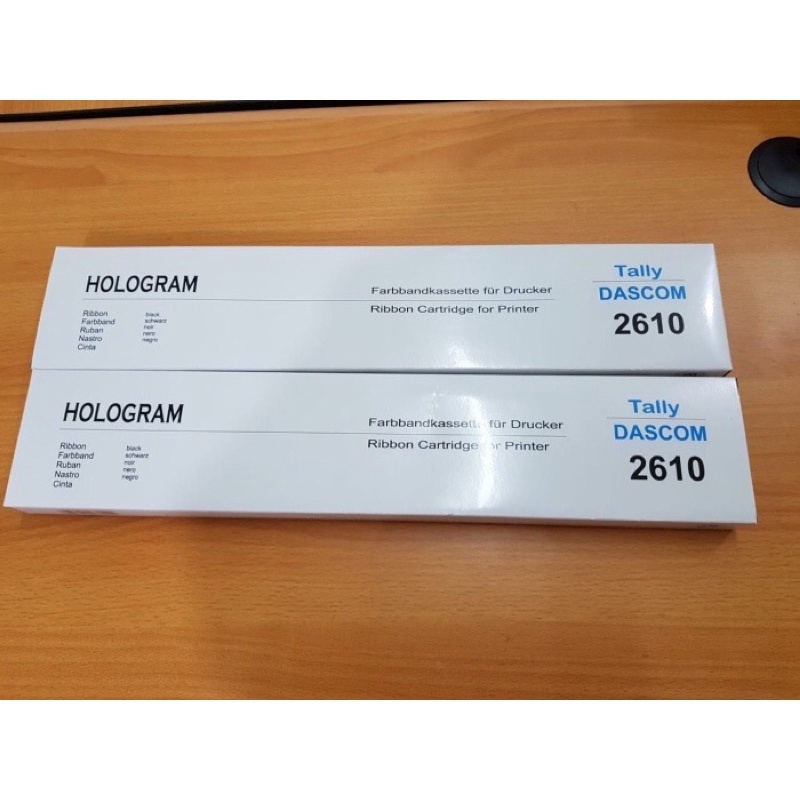 HOLOGRAM
Ribbon black
Farbband schwarz
Ruban noir
Nastro nero
Cinta negro
Farbbandkassette für Drucker
Ribbon Cartridge for Printer
Tally
DASCOM
2610
HOLOGRAM
Ribbon black
Farbband schwarz
Ruban noir
Nastro nero
Cinta negro
Farbbandkassette für Drucker
Ribbon Cartridge for Printer
Tally
DASCOM
2610